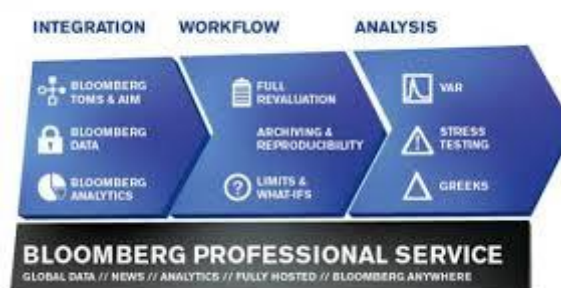 INTEGRATION
WORKFLOW
ANALYSIS
BLOOMBERG
TOMS & AIM
BLOOMBERG
DATA
BLOOMBERG
ANALYTICS
FULL
REVALUATION
ARCHIVING &
REPRODUCIBILITY
LIMITS &
WHAT-IFS
VAR
STRESS
TESTING
GREEKS
BLOOMBERG PROFESSIONAL SERVICE
GLOBAL DATA // NEWS // ANALYTICS // FULLY HOSTED // BLOOMBERG ANYWHERE